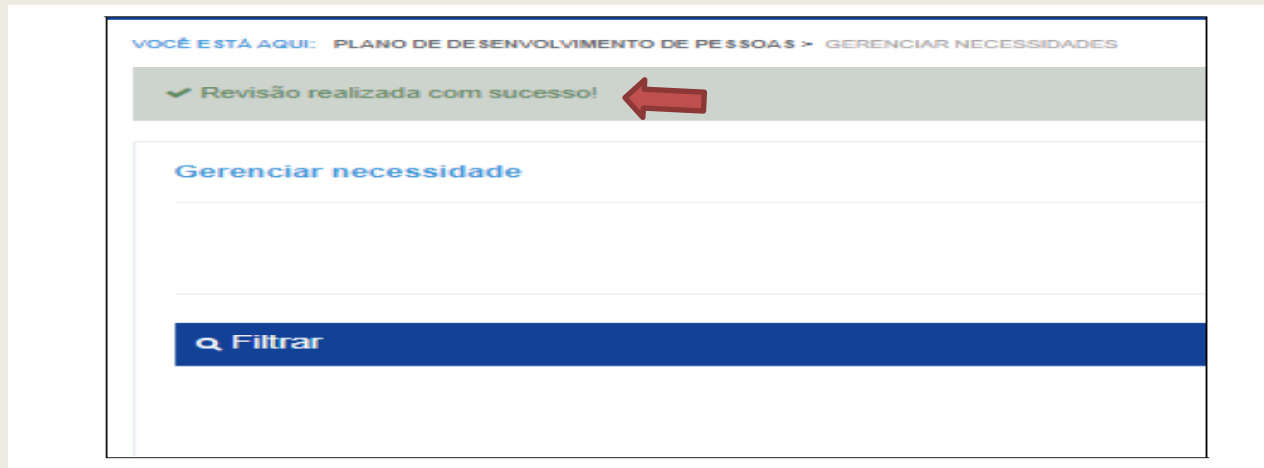 VOCÊ ESTÁ AQUI: PLANO DE DESENVOLVIMENTO DE PESSOAS > GERENCIAR NECESSIDADES
✔ Revisão realizada com sucesso!
Gerenciar necessidade
Filtrar